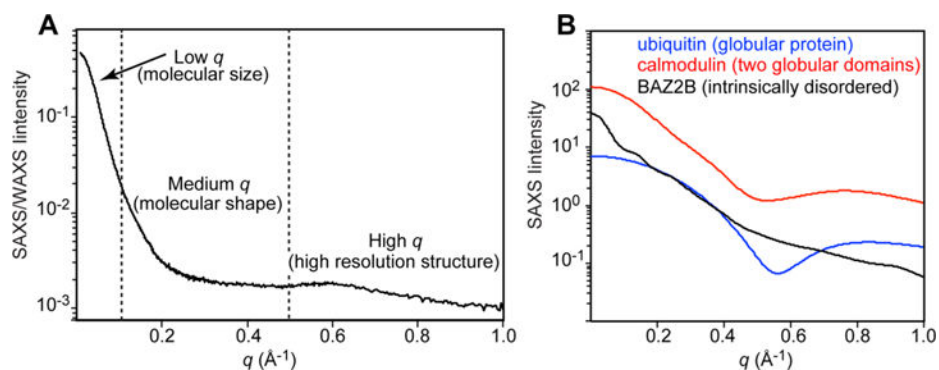 A
Low q
(molecular size)
Medium q
(molecular shape)
High q
(high resolution structure)
SAXS/WAXS Iintensity
10⁻¹
10⁻²
10⁻³
0.2
0.4
0.6
0.8
1.0
q (Å⁻¹)
B
ubiquitin (globular protein)
calmodulin (two globular domains)
BAZ2B (intrinsically disordered)
SAXS Iintensity
10²
10¹
10⁰
10⁻¹
0.2
0.4
0.6
0.8
1.0
q (Å⁻¹)